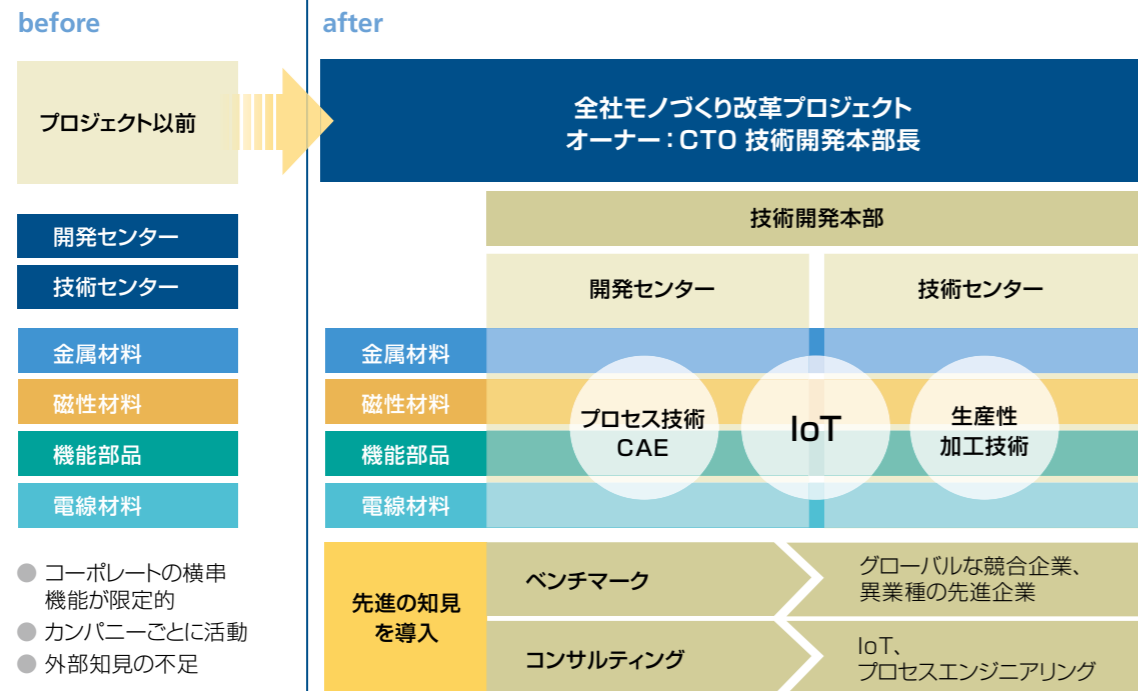 before
プロジェクト以前
開発センター
技術センター
金属材料
磁性材料
機能部品
電線材料
コーポレートの横串
機能が限定的
カンパニーごとに活動
外部知見の不足
after
全社モノづくり改革プロジェクト
オーナー：CTO 技術開発本部長
技術開発本部
開発センター
技術センター
金属材料
磁性材料
機能部品
電線材料
プロセス技術
CAE
IoT
生産性
加工技術
先進の知見
を導入
ベンチマーク
グローバルな競合企業、
異業種の先進企業
コンサルティング
IoT、
プロセスエンジニアリング